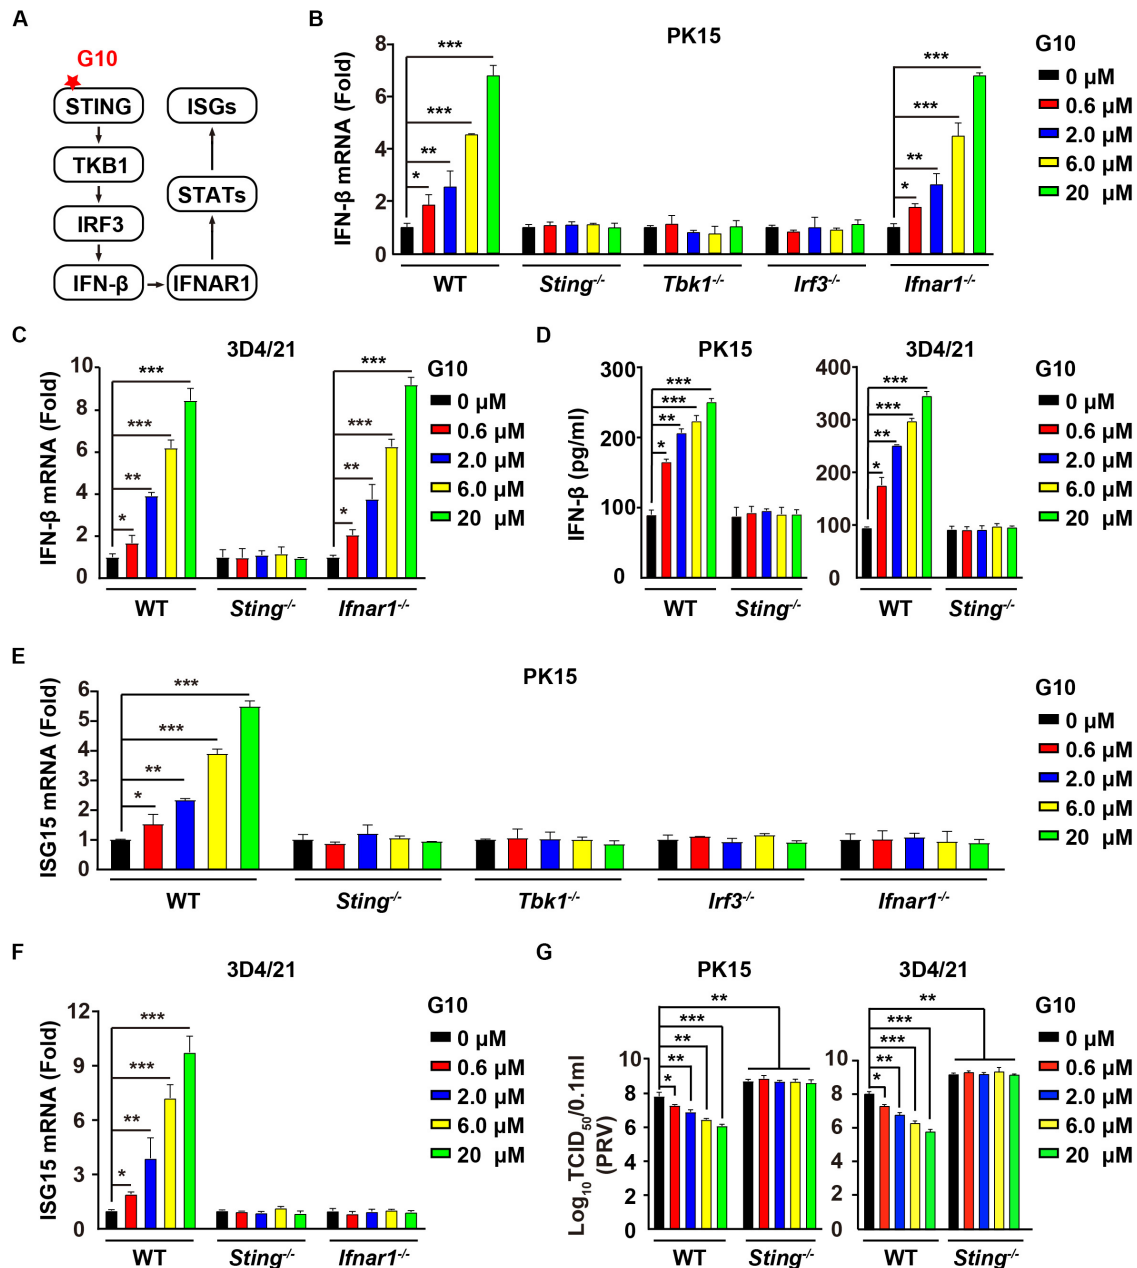 A
G10
STING
TKB1
IRF3
IFN-β
IFNAR1
STATs
ISGs
B
PK15
IFN-β mRNA (Fold)
8
6
4
2
0
*
**
***
***
*
**
***
***
WT
Sting-/-
Tbk1-/-
Irf3-/-
Ifnar1-/-
G10
0 μM
0.6 μM
2.0 μM
6.0 μM
20 μM
C
3D4/21
IFN-β mRNA (Fold)
10
8
6
4
2
0
*
**
***
***
*
**
***
***
WT
Sting-/-
Ifnar1-/-
G10
0 μM
0.6 μM
2.0 μM
6.0 μM
20 μM
D
PK15
IFN-β (pg/ml)
300
200
100
0
***
***
**
*
WT
Sting-/-
3D4/21
400
300
200
100
0
***
***
**
*
WT
Sting-/-
G10
0 μM
0.6 μM
2.0 μM
6.0 μM
20 μM
E
PK15
ISG15 mRNA (Fold)
6
5
4
3
2
1
0
***
***
**
*
WT
Sting-/-
Tbk1-/-
Irf3-/-
Ifnar1-/-
G10
0 μM
0.6 μM
2.0 μM
6.0 μM
20 μM
F
3D4/21
ISG15 mRNA (Fold)
12
9
6
3
0
***
***
**
*
WT
Sting-/-
Ifnar1-/-
G10
0 μM
0.6 μM
2.0 μM
6.0 μM
20 μM
G
PK15
Log10TCID50/0.1ml
(PRV)
10
8
6
4
2
0
**
***
**
**
*
WT
Sting-/-
3D4/21
10
8
6
4
2
0
**
***
***
**
*
WT
Sting-/-
G10
0 μM
0.6 μM
2.0 μM
6.0 μM
20 μM